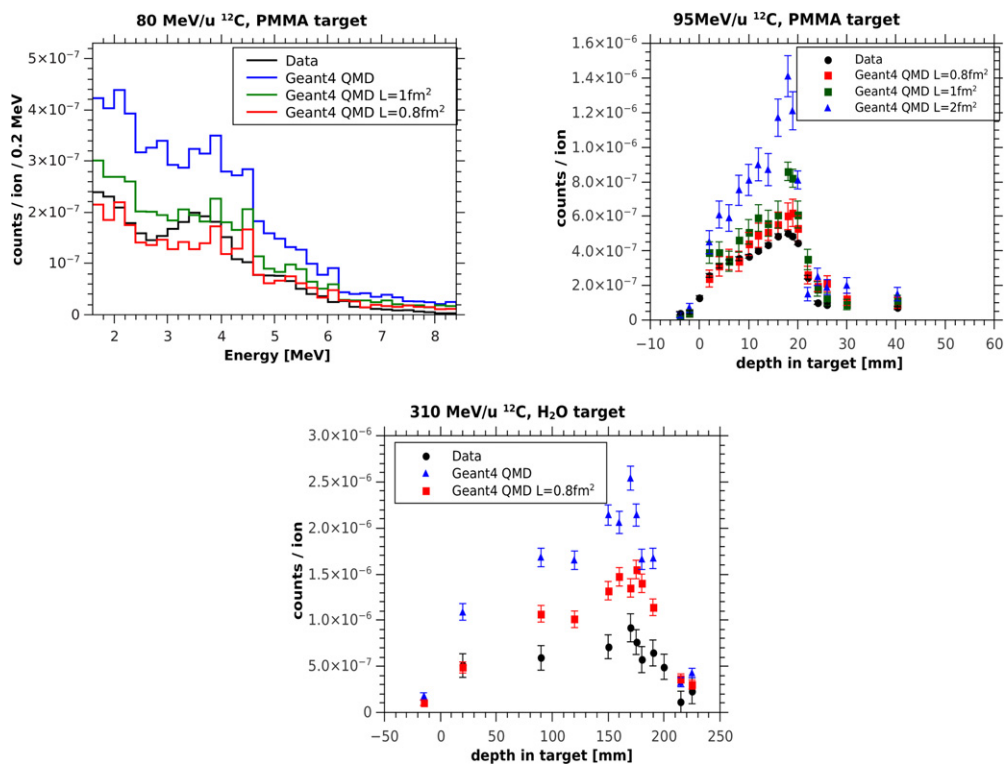 80 MeV/u ¹²C, PMMA target
5×10⁻⁷
4×10⁻⁷
3×10⁻⁷
2×10⁻⁷
10⁻⁷
0
counts / ion / 0.2 MeV
Data
Geant4 QMD
Geant4 QMD L=1fm²
Geant4 QMD L=0.8fm²
2 3 4 5 6 7 8
Energy [MeV]
95MeV/u ¹²C, PMMA target
1.6×10⁻⁶
1.4×10⁻⁶
1.2×10⁻⁶
1.0×10⁻⁶
8.0×10⁻⁷
6.0×10⁻⁷
4.0×10⁻⁷
2.0×10⁻⁷
0
counts / ion
Data
Geant4 QMD L=0.8fm²
Geant4 QMD L=1fm²
Geant4 QMD L=2fm²
−10 0 10 20 30 40 50 60
depth in target [mm]
310 MeV/u ¹²C, H₂O target
3.0×10⁻⁶
2.5×10⁻⁶
2.0×10⁻⁶
1.5×10⁻⁶
1.0×10⁻⁶
5.0×10⁻⁷
0
counts / ion
Data
Geant4 QMD
Geant4 QMD L=0.8fm²
−50 0 50 100 150 200 250
depth in target [mm]